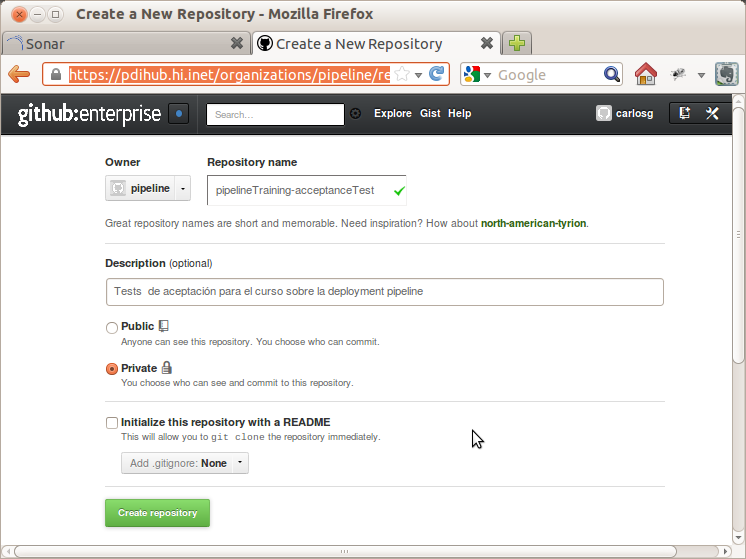 Create a New Repository - Mozilla Firefox
Sonar
Create a New Repository
https://pdihub.hi.inet/organizations/pipeline/re
Google
github:enterprise
Search...
Explore Gist Help
carlosg
Owner
Repository name
pipeline
pipelineTraining-acceptanceTest
Great repository names are short and memorable. Need inspiration? How about north-american-tyrion.
Description (optional)
Tests de aceptación para el curso sobre la deployment pipeline
Public
Anyone can see this repository. You choose who can commit.
Private
You choose who can see and commit to this repository.
Initialize this repository with a README
This will allow you to git clone the repository immediately.
Add .gitignore: None
Create repository